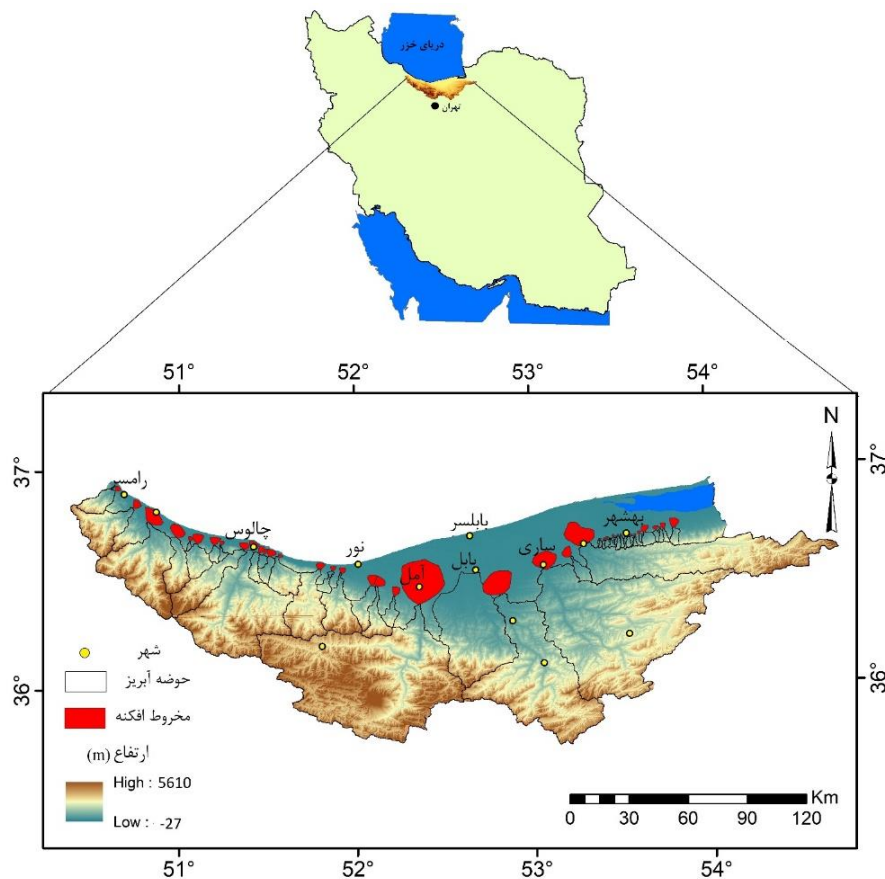 دریای خزر
تهران
51° 52° 53° 54°
N
37° 37°
رامسر
چالوس
نور
بابلسر
بهشهر
ساری
بابل
آمل
36° 36°
شهر
حوضه آبریز
مخروط افکنه
ارتفاع (m)
High : 5610
Low : -27
Km
0 30 60 90 120
51° 52° 53° 54°